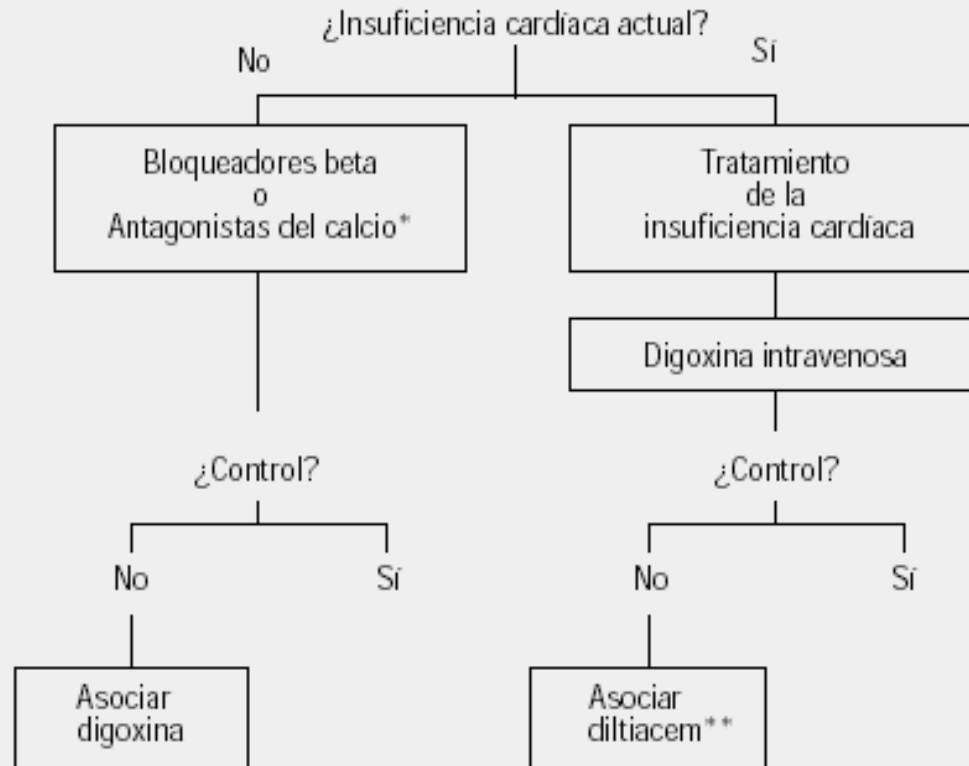 ¿Insuficiencia cardíaca actual?
No
Sí
Bloqueadores beta
o
Antagonistas del calcio*
Tratamiento
de la
insuficiencia cardíaca
Digoxina intravenosa
¿Control?
¿Control?
No
Sí
No
Sí
Asociar
digoxina
Asociar
diltiacem**